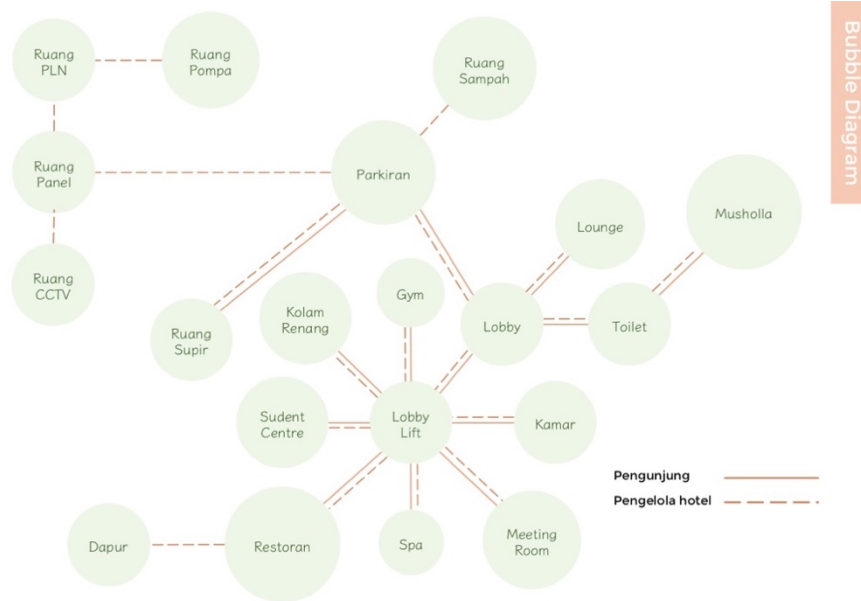 Bubble Diagram
Ruang
PLN
Ruang
Pompa
Ruang
Sampah
Ruang
Panel
Parkiran
Musholla
Lounge
Ruang
CCTV
Gym
Kolam
Renang
Ruang
Supir
Lobby
Toilet
Sudent
Centre
Lobby
Lift
Kamar
Pengunjung
Pengelola hotel
Dapur
Restoran
Spa
Meeting
Room